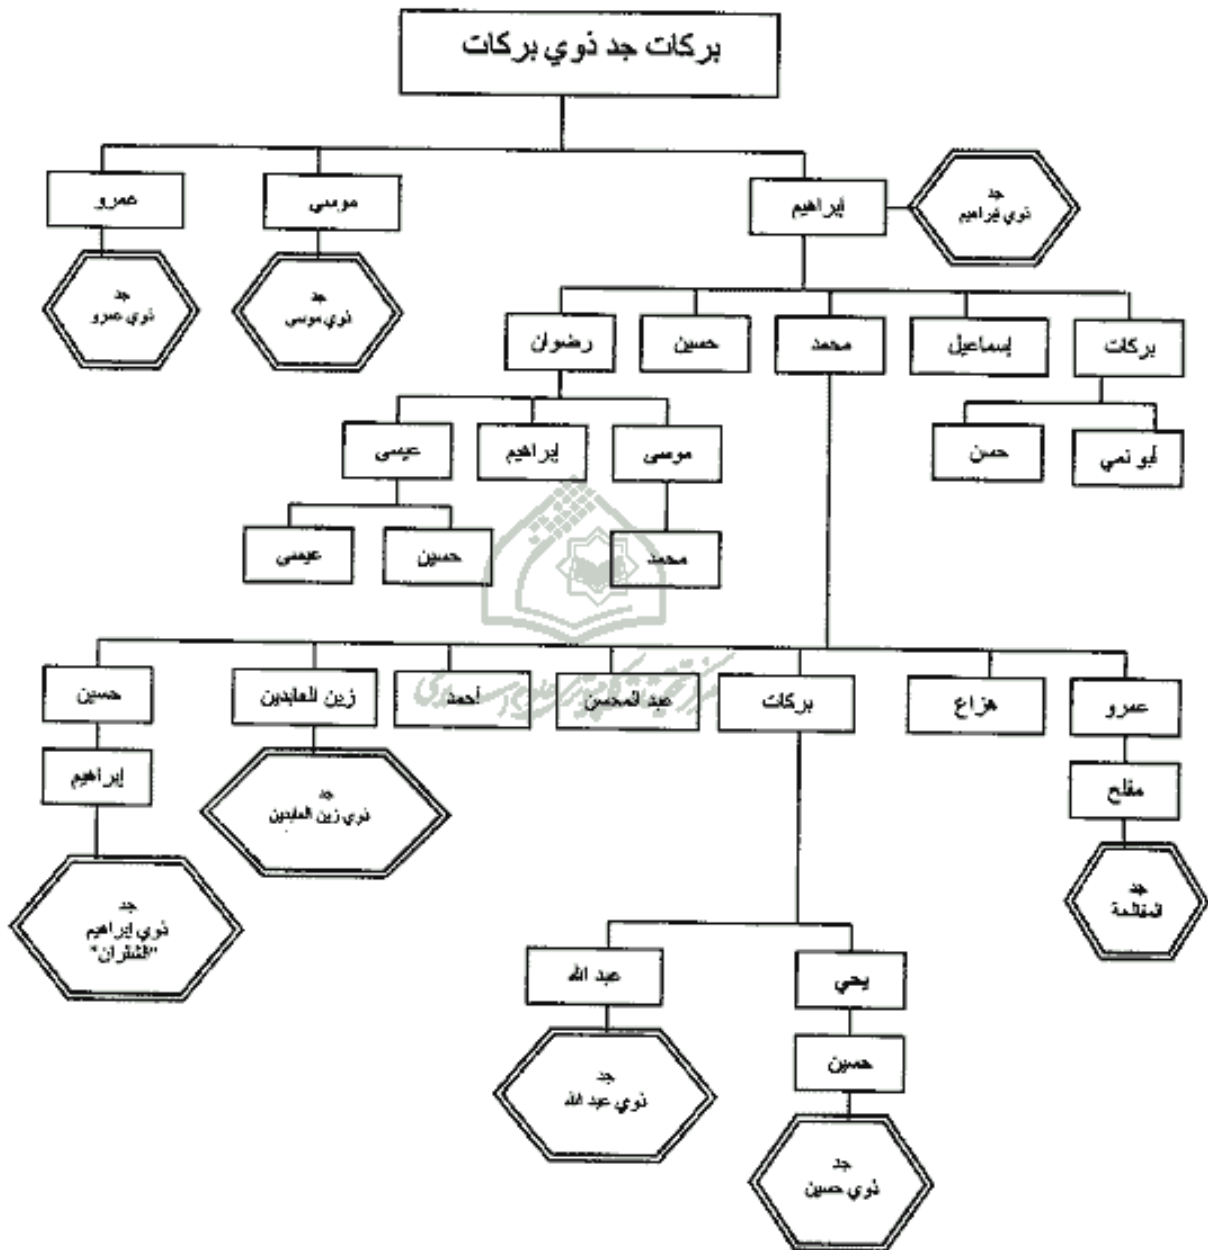 بركات جد ذوي بركات
إبراهيم
جد
ذوي إبراهيم
موسى
جد
ذوي موسى
عمرو
جد
ذوي عمرو
بركات
إسماعيل
محمد
حسين
رضوان
أبو نمي
حسن
موسى
إبراهيم
عيسى
محمد
حسين
عيسى
عمرو
هزاع
بركات
عبد المحسن
أحمد
زين العابدين
حسين
مفلح
إبراهيم
جد
ذوي زين العابدين
جد
المفالحة
جد
ذوي إبراهيم
يحي
عبد الله
حسين
جد
ذوي عبد الله
جد
ذوي حسين